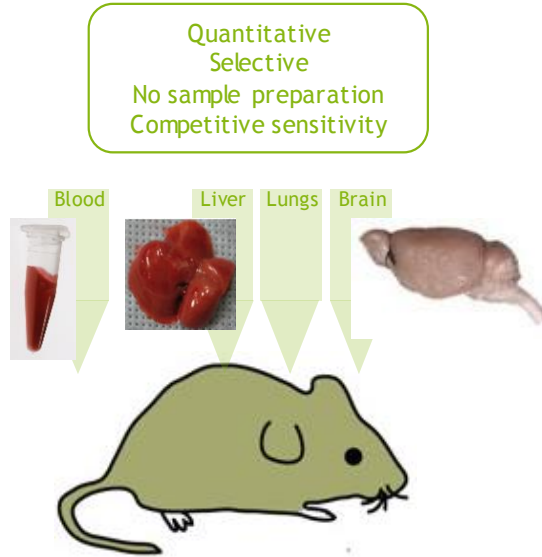 Quantitative
Selective
No sample preparation
Competitive sensitivity
Blood Liver Lungs Brain